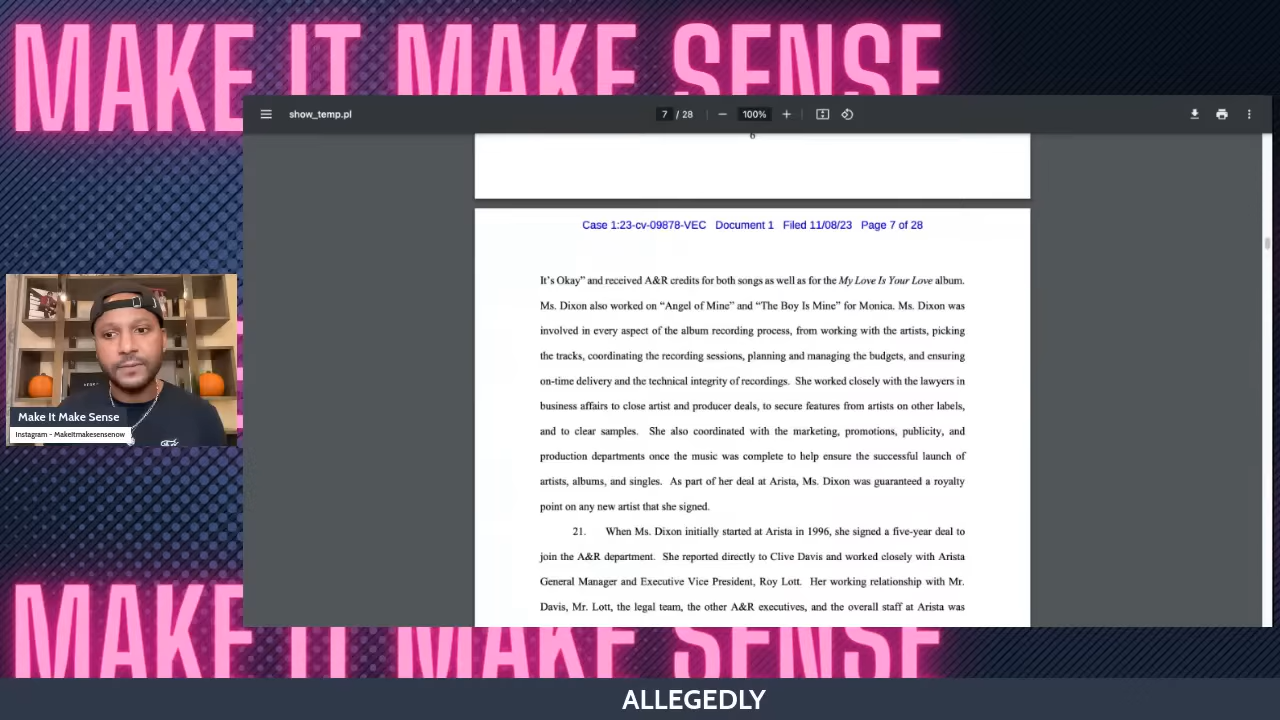 MAKE IT MAKE SENSE
show_temp.pl
7 / 28
100%
6
Case 1:23-cv-09878-VEC Document 1 Filed 11/08/23 Page 7 of 28
It's Okay” and received A&R credits for both songs as well as for the My Love Is Your Love album.
Ms. Dixon also worked on “Angel of Mine” and “The Boy Is Mine” for Monica. Ms. Dixon was
involved in every aspect of the album recording process, from working with the artists, picking
the tracks, coordinating the recording sessions, planning and managing the budgets, and ensuring
on-time delivery and the technical integrity of recordings. She worked closely with the lawyers in
business affairs to close artist and producer deals, to secure features from artists on other labels,
and to clear samples. She also coordinated with the marketing, promotions, publicity, and
production departments once the music was complete to help ensure the successful launch of
artists, albums, and singles. As part of her deal at Arista, Ms. Dixon was guaranteed a royalty
point on any new artist that she signed.
21. When Ms. Dixon initially started at Arista in 1996, she signed a five-year deal to
join the A&R department. She reported directly to Clive Davis and worked closely with Arista
General Manager and Executive Vice President, Roy Lott. Her working relationship with Mr.
Davis, Mr. Lott, the legal team, the other A&R executives, and the overall staff at Arista was
Make It Make Sense
Instagram - MakeItmakesensenow
MAKE IT MAKE SENSE
ALLEGEDLY